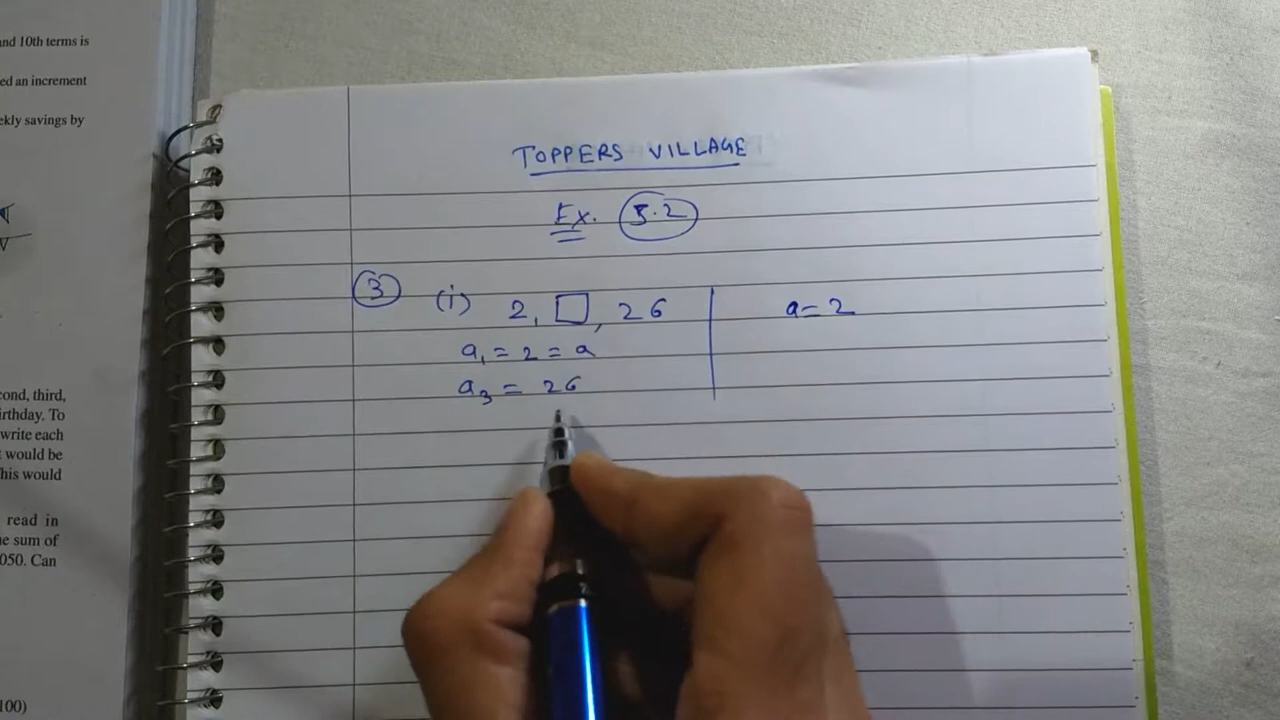 and 10th terms is
ed an increment
ekly savings by
ond, third,
irthday. To
write each
would be
his would
read in
e sum of
050. Can
100)
TOPPERS VILLAGE
Ex. 5.2
3 (i) 2, □, 26
a₁ = 2 = a
a₃ = 26
a = 2